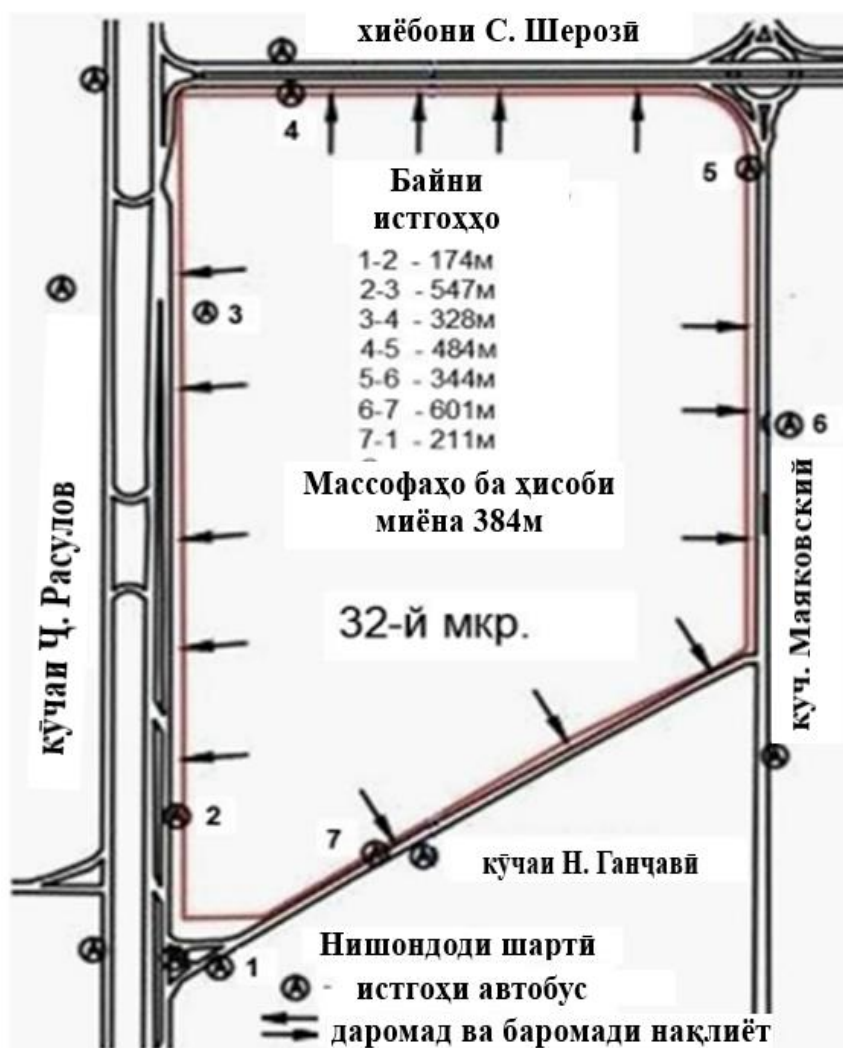 хиёбони С. Шерозӣ
4
5
Байни
истгоҳҳо
1-2 - 174м
2-3 - 547м
3-4 - 328м
4-5 - 484м
5-6 - 344м
6-7 - 601м
7-1 - 211м
3
6
Массофаҳо ба ҳисоби
миёна 384м
кӯчаи Ҷ. Расулов
куч. Маяковский
32-й мкр.
2
7
кӯчаи Н. Ганҷавӣ
1
Нишондоди шартӣ
А - истгоҳи автобус
даромад ва баромади нақлиёт